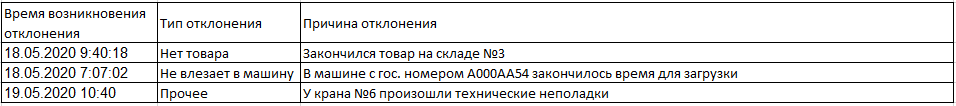 Время возникновения отклонения	Тип отклонения	Причина отклонения
18.05.2020 9:40:18	Нет товара	Закончился товар на складе №3
18.05.2020 7:07:02	Не влезает в машину	В машине с гос. номером А000АА54 закончилось время для загрузки
19.05.2020 10:40	Прочее	У крана №6 произошли технические неполадки